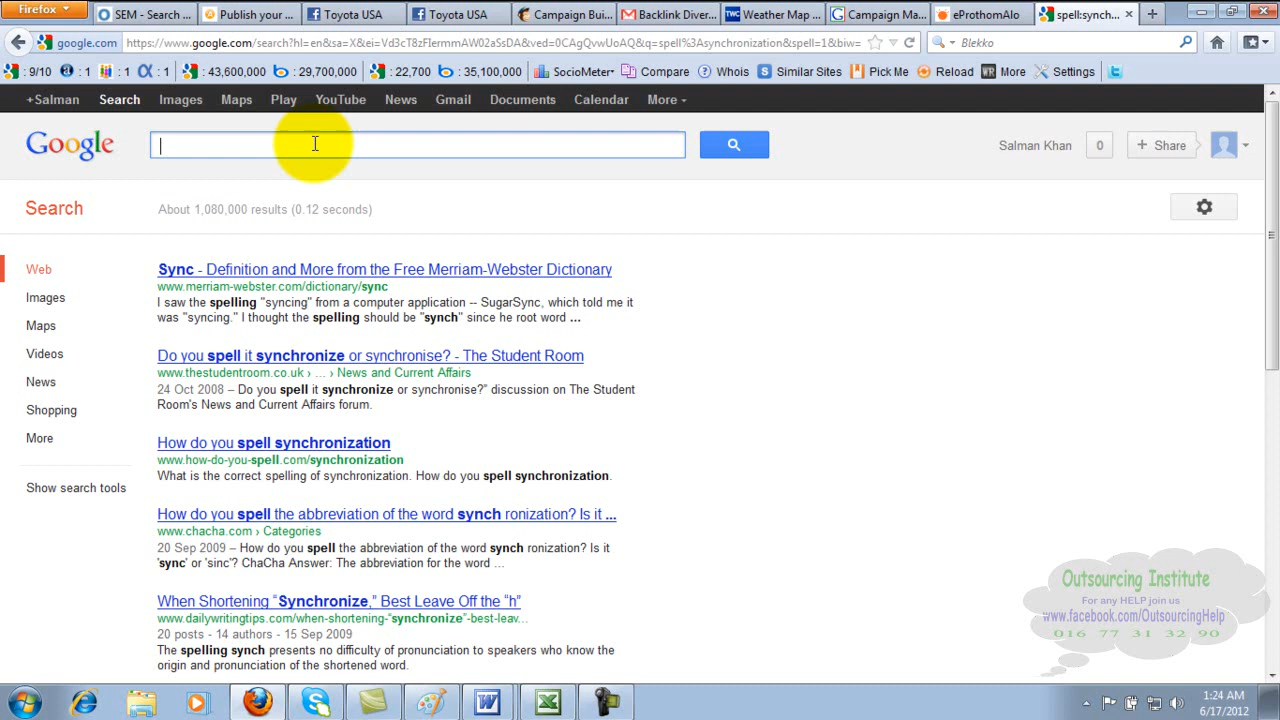 Firefox
SEM - Search ...
Publish your ...
Toyota USA
Toyota USA
Campaign Bui...
Backlink Diver...
Weather Map ...
Campaign Ma...
eProthomAlo
spell:synch...
google.com
https://www.google.com/search?hl=en&sa=X&ei=Vd3cT8zFIermmAW02aSsDA&ved=0CAgQvwUoAQ&q=spell%3Asynchronization&spell=1&biw=
Blekko
: 9/10 : 1 : 1 : 1 : 43,600,000 : 29,700,000 : 22,700 : 35,100,000 SocioMeter Compare Whois Similar Sites Pick Me Reload More Settings
+Salman Search Images Maps Play YouTube News Gmail Documents Calendar More
Google
Salman Khan 0 + Share
Search
About 1,080,000 results (0.12 seconds)
Web
Images
Maps
Videos
News
Shopping
More
Show search tools
Sync - Definition and More from the Free Merriam-Webster Dictionary
www.merriam-webster.com/dictionary/sync
I saw the spelling "syncing" from a computer application -- SugarSync, which told me it
was "syncing." I thought the spelling should be "synch" since he root word ...
Do you spell it synchronize or synchronise? - The Student Room
www.thestudentroom.co.uk › ... › News and Current Affairs
24 Oct 2008 – Do you spell it synchronize or synchronise?" discussion on The Student
Room's News and Current Affairs forum.
How do you spell synchronization
www.how-do-you-spell.com/synchronization
What is the correct spelling of synchronization. How do you spell synchronization.
How do you spell the abbreviation of the word synch ronization? Is it ...
www.chacha.com › Categories
20 Sep 2009 – How do you spell the abbreviation of the word synch ronization? Is it
'sync' or 'sinc'? ChaCha Answer: The abbreviation for the word ...
When Shortening “Synchronize,” Best Leave Off the “h”
www.dailywritingtips.com/when-shortening-“synchronize”-best-leav...
20 posts - 14 authors - 15 Sep 2009
The spelling synch presents no difficulty of pronunciation to speakers who know the
origin and pronunciation of the shortened word.
Outsourcing Institute
For any HELP join us
www.facebook.com/OutsourcingHelp
016 77 31 32 90
1:24 AM
6/17/2012